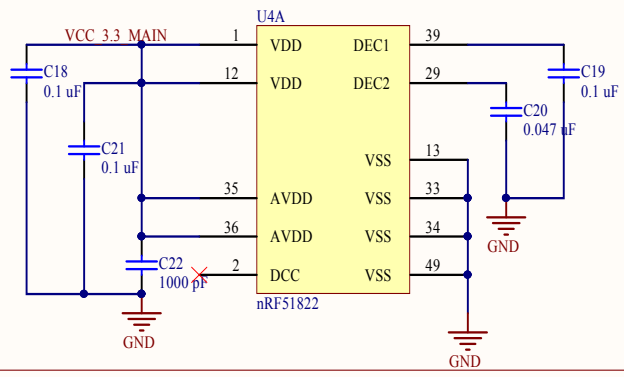 U4A
VCC_3.3_MAIN
1 VDD DEC1 39
C18
0.1 uF
C19
0.1 uF
12 VDD DEC2 29
C20
0.047 uF
C21
0.1 uF
VSS 13
35 AVDD VSS 33
36 AVDD VSS 34
C22
1000 pF
2 DCC VSS 49
GND
nRF51822
GND
GND